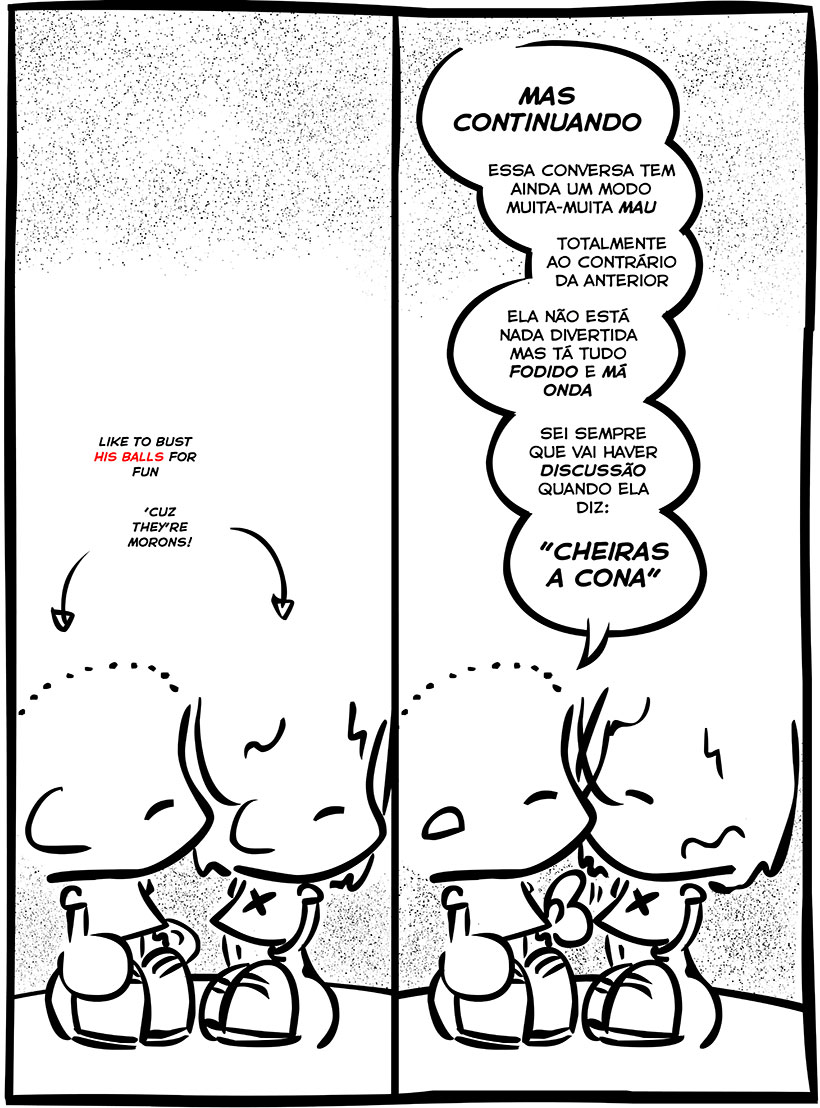 LIKE TO BUST
HIS BALLS FOR
FUN
'CUZ
THEY'RE
MORONS!
MAS
CONTINUANDO
ESSA CONVERSA TEM
AINDA UM MODO
MUITA-MUITA MAU
TOTALMENTE
AO CONTRÁRIO
DA ANTERIOR
ELA NÃO ESTÁ
NADA DIVERTIDA
MAS TÁ TUDO
FODIDO E MÁ
ONDA
SEI SEMPRE
QUE VAI HAVER
DISCUSSÃO
QUANDO ELA
DIZ:
"CHEIRAS
A CONA"